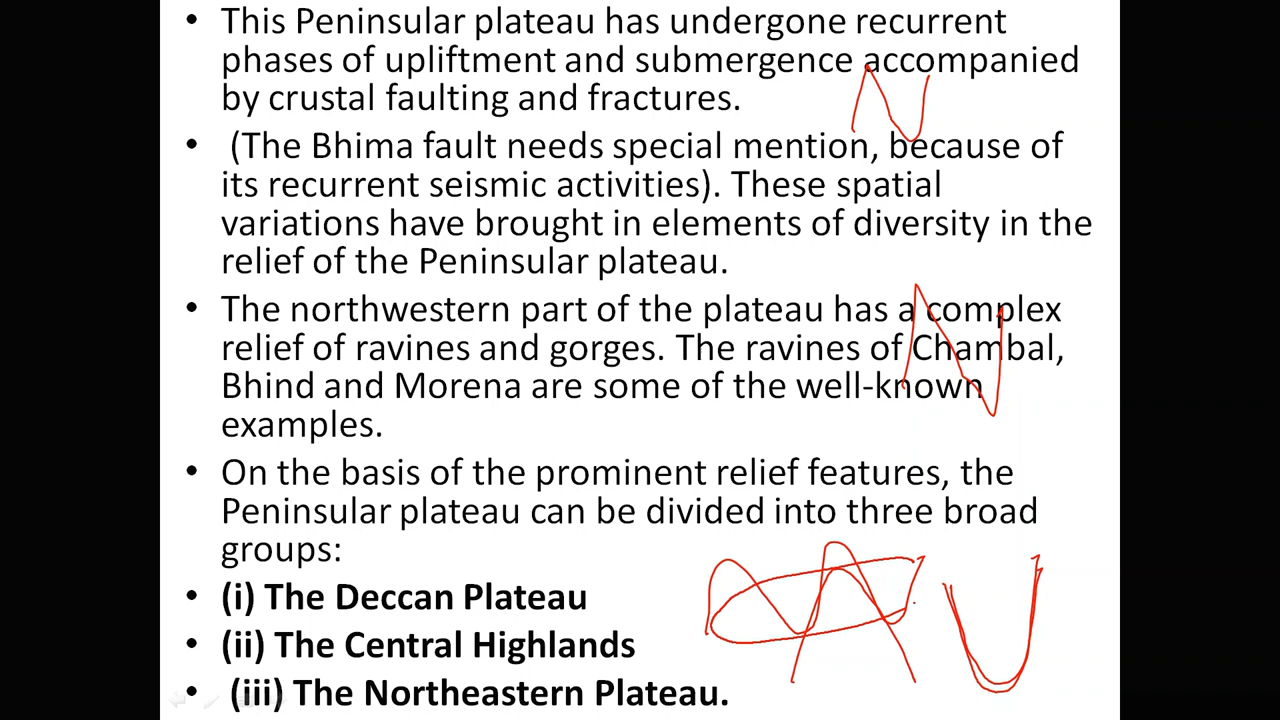 • This Peninsular plateau has undergone recurrent
phases of upliftment and submergence accompanied
by crustal faulting and fractures.
• (The Bhima fault needs special mention, because of
its recurrent seismic activities). These spatial
variations have brought in elements of diversity in the
relief of the Peninsular plateau.
• The northwestern part of the plateau has a complex
relief of ravines and gorges. The ravines of Chambal,
Bhind and Morena are some of the well-known
examples.
• On the basis of the prominent relief features, the
Peninsular plateau can be divided into three broad
groups:
• (i) The Deccan Plateau
• (ii) The Central Highlands
• (iii) The Northeastern Plateau.